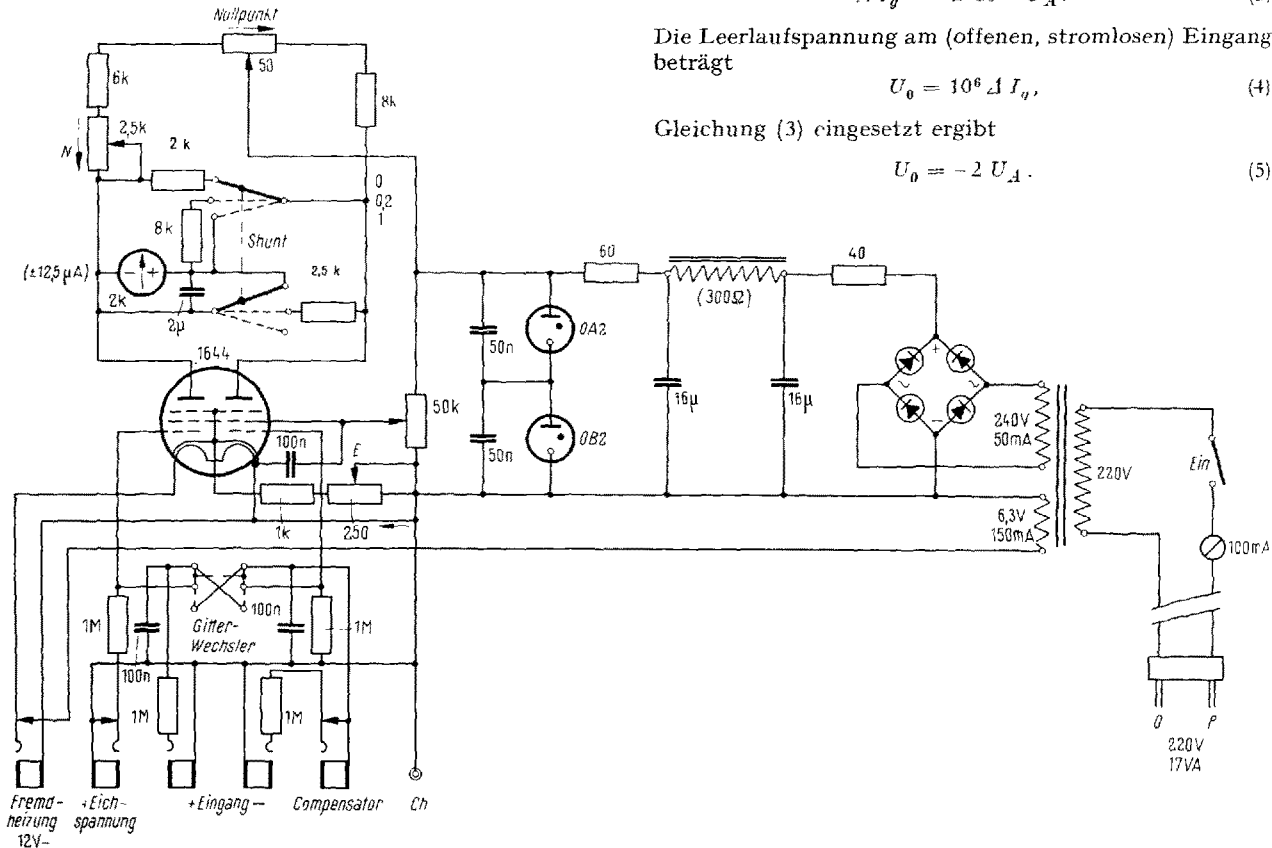 Die Leerlaufspannung am (offenen, stromlosen) Eingang
beträgt
U₀ = 10⁶ Δ I_g, (4)
Gleichung (3) eingesetzt ergibt
U₀ = −2 U_A. (5)
Nullpunkt
50
6k
8k
2,5k
N
2 k
0
0,2
1
8k
Shunt
(±12,5µA)
2k
2µ
2,5 k
1644
100n
50k
E
1k
250
50n
50n
0A2
0B2
60
(300Ω)
40
16µ
16µ
+
~
~
−
240V
50mA
6,3V
150mA
220V
Ein
100mA
0
P
220V
17VA
1M
100n
Gitter-
Wechsler
100n
1M
1M
1M
Fremd-
heizung
12V-
+Eich-
spannung
+Eingang−
Compensator
Ch